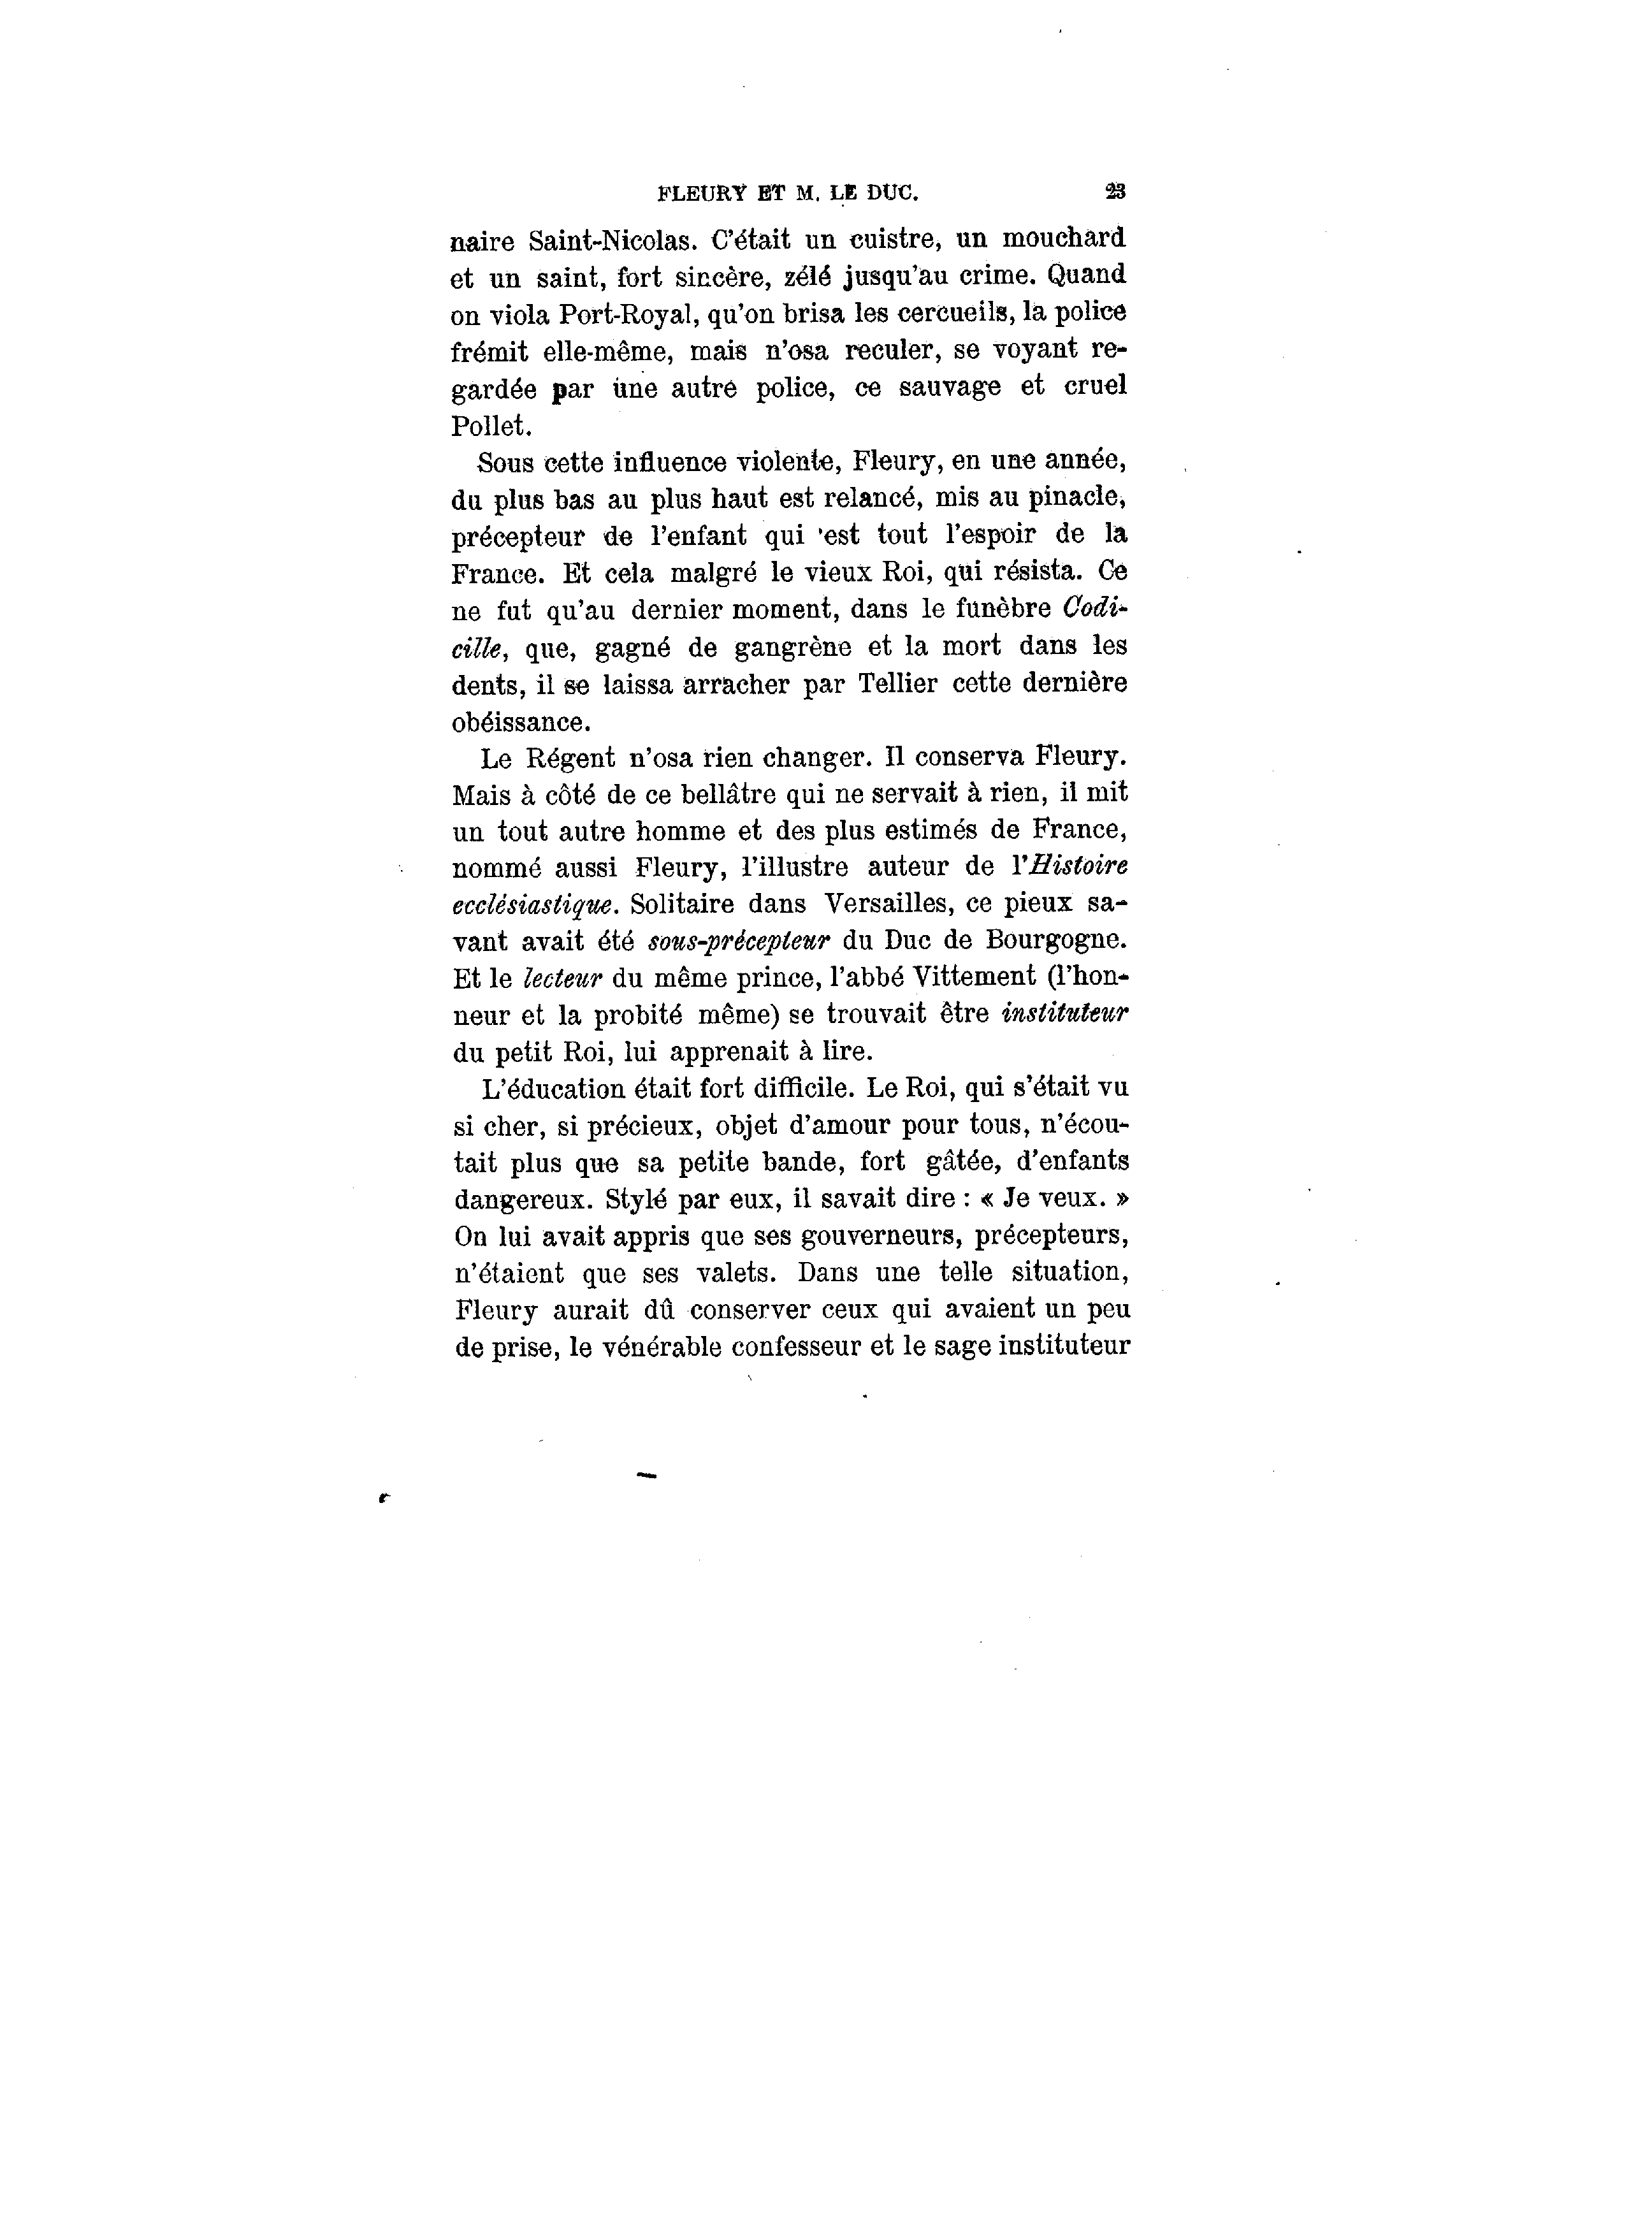 FLEURY ET M. LE DUC. 23
naire Saint-Nicolas. C'était un cuistre, un mouchard
et un saint, fort sincère, zélé jusqu'au crime. Quand
on viola Port-Royal, qu'on brisa les cercueils, la police
frémit elle-même, mais n'osa reculer, se voyant re-
gardée par une autre police, ce sauvage et cruel
Pollet.
Sous cette influence violente, Fleury, en une année,
du plus bas au plus haut est relancé, mis au pinacle,
précepteur de l'enfant qui est tout l'espoir de la
France. Et cela malgré le vieux Roi, qui résista. Ce
ne fut qu'au dernier moment, dans le funèbre Codi-
cille, que, gagné de gangrène et la mort dans les
dents, il se laissa arracher par Tellier cette dernière
obéissance.
Le Régent n'osa rien changer. Il conserva Fleury.
Mais à côté de ce bellâtre qui ne servait à rien, il mit
un tout autre homme et des plus estimés de France,
nommé aussi Fleury, l'illustre auteur de l'Histoire
ecclésiastique. Solitaire dans Versailles, ce pieux sa-
vant avait été sous-précepteur du Duc de Bourgogne.
Et le lecteur du même prince, l'abbé Vittement (l'hon-
neur et la probité même) se trouvait être instituteur
du petit Roi, lui apprenait à lire.
L'éducation était fort difficile. Le Roi, qui s'était vu
si cher, si précieux, objet d'amour pour tous, n'écou-
tait plus que sa petite bande, fort gâtée, d'enfants
dangereux. Stylé par eux, il savait dire : « Je veux. »
On lui avait appris que ses gouverneurs, précepteurs,
n'étaient que ses valets. Dans une telle situation,
Fleury aurait dû conserver ceux qui avaient un peu
de prise, le vénérable confesseur et le sage instituteur